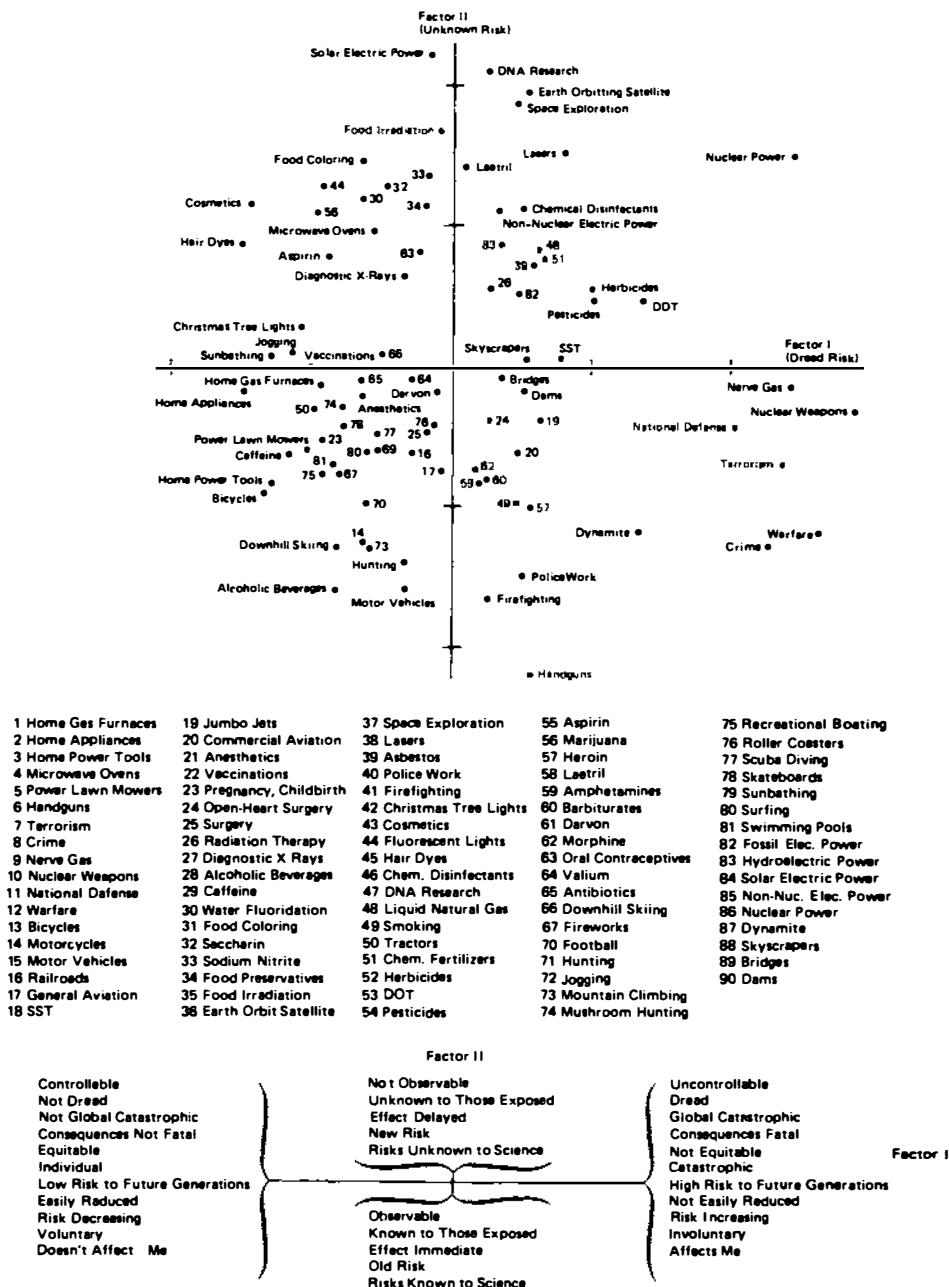 Factor II
(Unknown Risk)
Solar Electric Power
DNA Research
Earth Orbitting Satellite
Space Exploration
Food Irradiation
Lasers
Nuclear Power
Food Coloring
Laetril
33
44
32
30
Cosmetics
56
34
Chemical Disinfectants
Non-Nuclear Electric Power
Microwave Ovens
Hair Dyes
83
48
Aspirin
63
51
39
Diagnostic X-Rays
26
82
Herbicides
Pesticides
DDT
Christmas Tree Lights
Jogging
Skyscrapers
SST
Factor I
(Dread Risk)
Sunbathing
Vaccinations
66
Home Gas Furnaces
65
64
Bridges
Darvon
Dams
Nerve Gas
Home Appliances
Anesthetics
50
74
Nuclear Weapons
78
76
24
19
National Defense
77
25
Power Lawn Mowers
23
Caffeine
80
69
16
20
81
Terrorism
75
67
17
62
Home Power Tools
59
60
Bicycles
70
49
57
14
Dynamite
Warfare
Downhill Skiing
73
Crime
Hunting
Police Work
Alcoholic Beverages
Motor Vehicles
Firefighting
Handguns
1 Home Ges Furnaces
2 Home Appliances
3 Home Power Tools
4 Microwave Ovens
5 Power Lawn Mowers
6 Handguns
7 Terrorism
8 Crime
9 Nerve Gas
10 Nuclear Weapons
11 National Defense
12 Warfare
13 Bicycles
14 Motorcycles
15 Motor Vehicles
16 Railroads
17 General Aviation
18 SST
19 Jumbo Jets
20 Commercial Aviation
21 Anesthetics
22 Vaccinations
23 Pregnancy, Childbirth
24 Open-Heart Surgery
25 Surgery
26 Radiation Therapy
27 Diagnostic X Rays
28 Alcoholic Beverages
29 Caffeine
30 Water Fluoridation
31 Food Coloring
32 Saccharin
33 Sodium Nitrite
34 Food Preservatives
35 Food Irradiation
36 Earth Orbit Satellite
37 Space Exploration
38 Lasers
39 Asbestos
40 Police Work
41 Firefighting
42 Christmas Tree Lights
43 Cosmetics
44 Fluorescent Lights
45 Hair Dyes
46 Chem. Disinfectants
47 DNA Research
48 Liquid Natural Gas
49 Smoking
50 Tractors
51 Chem. Fertilizers
52 Herbicides
53 DOT
54 Pesticides
55 Aspirin
56 Marijuana
57 Heroin
58 Laetril
59 Amphetamines
60 Barbiturates
61 Darvon
62 Morphine
63 Oral Contraceptives
64 Valium
65 Antibiotics
66 Downhill Skiing
67 Fireworks
70 Football
71 Hunting
72 Jogging
73 Mountain Climbing
74 Mushroom Hunting
75 Recreational Boating
76 Roller Coasters
77 Scuba Diving
78 Skateboards
79 Sunbathing
80 Surfing
81 Swimming Pools
82 Fossil Elec. Power
83 Hydroelectric Power
84 Solar Electric Power
85 Non-Nuc. Elec. Power
86 Nuclear Power
87 Dynamite
88 Skyscrapers
89 Bridges
90 Dams
Factor II
Controlleble
Not Dread
Not Global Catastrophic
Consequences Not Fatal
Equitable
Individual
Low Risk to Future Generations
Easily Reduced
Risk Decreasing
Voluntary
Doesn't Affect Me
Not Observable
Unknown to Those Exposed
Effect Delayed
New Risk
Risks Unknown to Science
Observable
Known to Those Exposed
Effect Immediate
Old Risk
Risks Known to Science
Uncontrollable
Dread
Global Catastrophic
Consequences Fatal
Not Equitable
Catastrophic
High Risk to Future Generations
Not Easily Reduced
Risk Increasing
Involuntary
Affects Me
Factor I